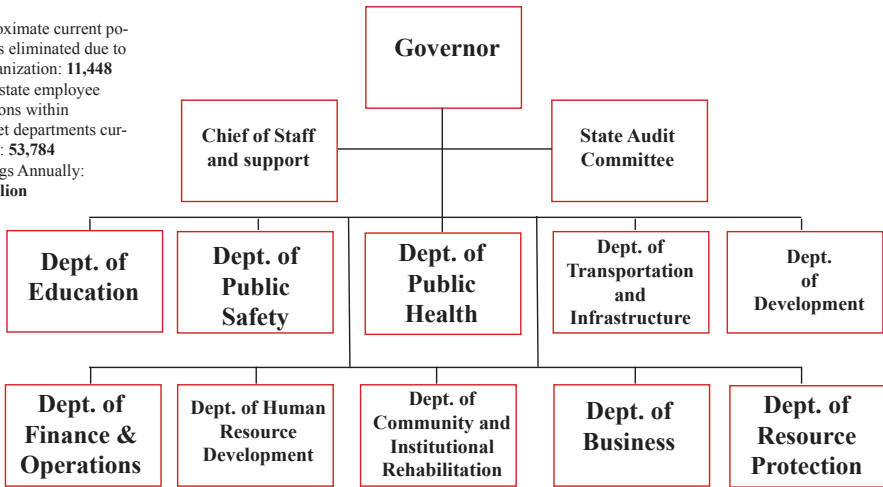 oximate current po-
s eliminated due to
anization: 11,448
state employee
ons within
et departments cur-
: 53,784
gs Annually:
lion
Governor
Chief of Staff
and support
State Audit
Committee
Dept. of
Education
Dept. of
Public
Safety
Dept. of
Public
Health
Dept. of
Transportation
and
Infrastructure
Dept.
of
Development
Dept. of
Finance &
Operations
Dept. of Human
Resource
Development
Dept. of
Community and
Institutional
Rehabilitation
Dept. of
Business
Dept. of
Resource
Protection